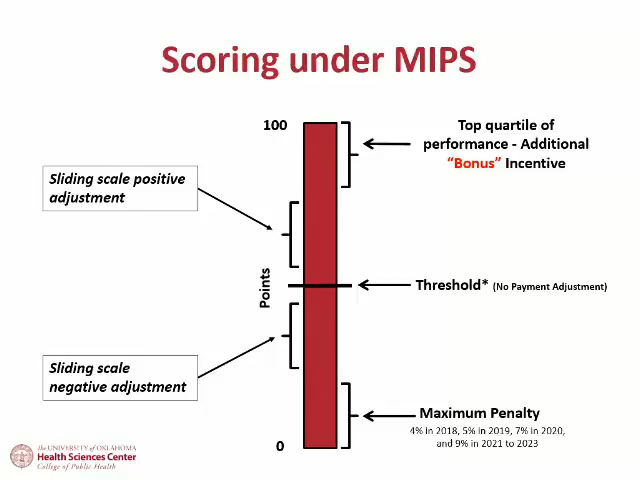 Scoring under MIPS
100
Top quartile of
performance - Additional
“Bonus” Incentive
Sliding scale positive
adjustment
Points
Threshold* (No Payment Adjustment)
Sliding scale
negative adjustment
Maximum Penalty
4% in 2018, 5% in 2019, 7% in 2020,
and 9% in 2021 to 2023
0
The UNIVERSITY of OKLAHOMA
Health Sciences Center
College of Public Health